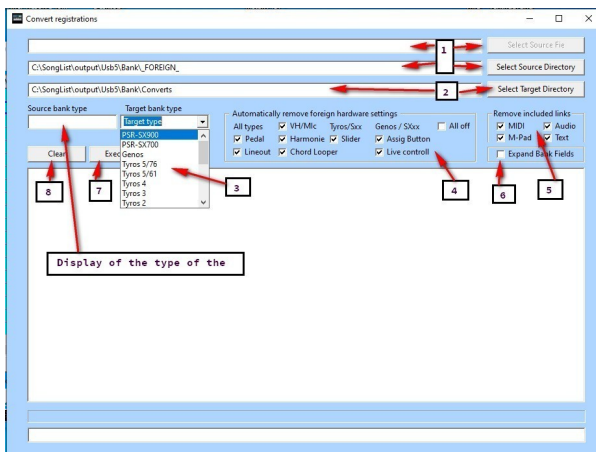 Convert registrations
1
Select Source Fie
C:\SongList\output\Usb5\Bank\_FOREIGN_
Select Source Directory
C:\SongList\output\Usb5\Bank\Converts
2
Select Target Directory
Source bank type
Target bank type
Target type
PSR-SX900
PSR-SX700
Genos
Tyros 5/76
Tyros 5/61
Tyros 4
Tyros 3
Tyros 2
Automatically remove foreign hardware settings
All types VH/Mic Tyros/Sxx Genos / SXxx All off
Pedal Harmonie Slider Assig Button
Lineout Chord Looper Live controll
Remove included links
MIDI Audio
M-Pad Text
Expand Bank Fields
Clear
Exec
8
7
3
4
6
5
Display of the type of the